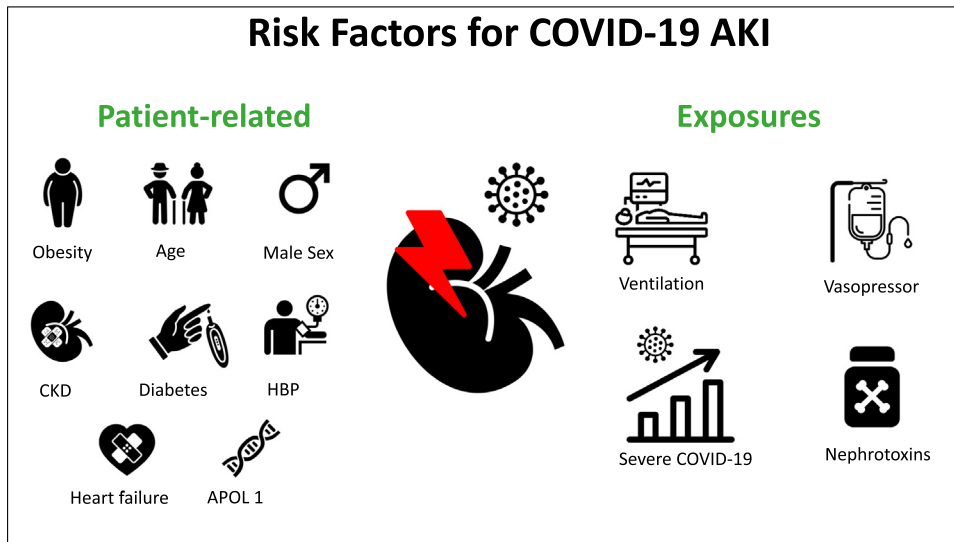 Risk Factors for COVID-19 AKI
Patient-related
Obesity
Age
Male Sex
CKD
Diabetes
HBP
Heart failure
APOL 1
Exposures
Ventilation
Vasopressor
Severe COVID-19
Nephrotoxins